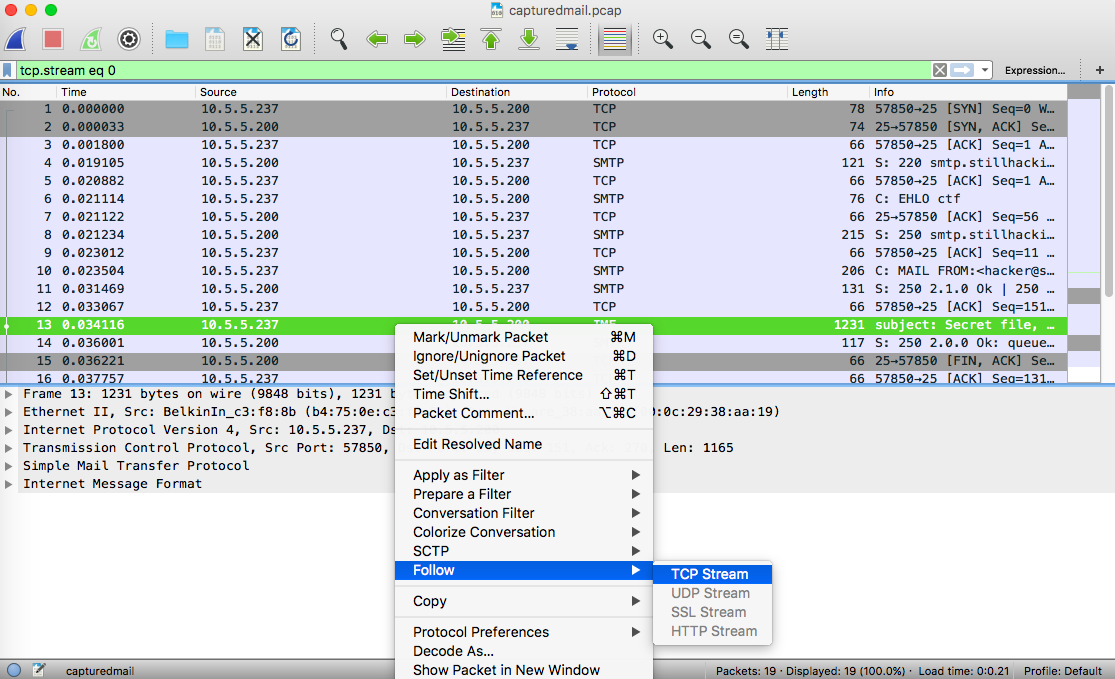 capturedmail.pcap
tcp.stream eq 0
Expression... +
No. Time Source Destination Protocol Length Info
1 0.000000 10.5.5.237 10.5.5.200 TCP 78 57850→25 [SYN] Seq=0 W…
2 0.000033 10.5.5.200 10.5.5.237 TCP 74 25→57850 [SYN, ACK] Se…
3 0.001800 10.5.5.237 10.5.5.200 TCP 66 57850→25 [ACK] Seq=1 A…
4 0.019105 10.5.5.200 10.5.5.237 SMTP 121 S: 220 smtp.stillhacki…
5 0.020882 10.5.5.237 10.5.5.200 TCP 66 57850→25 [ACK] Seq=1 A…
6 0.021114 10.5.5.237 10.5.5.200 SMTP 76 C: EHLO ctf
7 0.021122 10.5.5.200 10.5.5.237 TCP 66 25→57850 [ACK] Seq=56 …
8 0.021234 10.5.5.200 10.5.5.237 SMTP 215 S: 250 smtp.stillhacki…
9 0.023012 10.5.5.237 10.5.5.200 TCP 66 57850→25 [ACK] Seq=11 …
10 0.023504 10.5.5.237 10.5.5.200 SMTP 206 C: MAIL FROM:<hacker@s…
11 0.031469 10.5.5.200 10.5.5.237 SMTP 131 S: 250 2.1.0 Ok | 250 …
12 0.033067 10.5.5.237 10.5.5.200 TCP 66 57850→25 [ACK] Seq=151…
13 0.034116 10.5.5.237 1231 subject: Secret file, …
14 0.036001 10.5.5.200 117 S: 250 2.0.0 Ok: queue…
15 0.036221 10.5.5.200 66 25→57850 [FIN, ACK] Se…
16 0.037757 10.5.5.237 66 57850→25 [ACK] Seq=131…
Frame 13: 1231 bytes on wire (9848 bits), 1231 b
Ethernet II, Src: BelkinIn_c3:f8:8b (b4:75:0e:c3 0:0c:29:38:aa:19)
Internet Protocol Version 4, Src: 10.5.5.237, Ds
Transmission Control Protocol, Src Port: 57850, Len: 1165
Simple Mail Transfer Protocol
Internet Message Format
Mark/Unmark Packet ⌘M
Ignore/Unignore Packet ⌘D
Set/Unset Time Reference ⌘T
Time Shift... ⇧⌘T
Packet Comment... ⌥⌘C
Edit Resolved Name
Apply as Filter
Prepare a Filter
Conversation Filter
Colorize Conversation
SCTP
Follow
TCP Stream
UDP Stream
SSL Stream
HTTP Stream
Copy
Protocol Preferences
Decode As...
Show Packet in New Window
capturedmail
Packets: 19 · Displayed: 19 (100.0%) · Load time: 0:0.21
Profile: Default